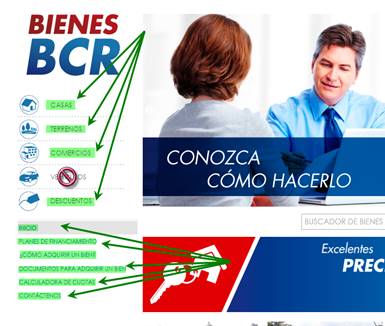 BIENES
BCR
CASAS
TERRENOS
COMERCIOS
DESCUENTOS
INICIO
PLANES DE FINANCIAMIENTO
¿CÓMO ADQUIRIR UN BIEN?
DOCUMENTOS PARA ADQUIRIR UN BIEN
CALCULADORA DE CUOTAS
CONTÁCTENOS
CONOZCA
CÓMO HACERLO
BUSCADOR DE BIENES
Excelentes
PREC